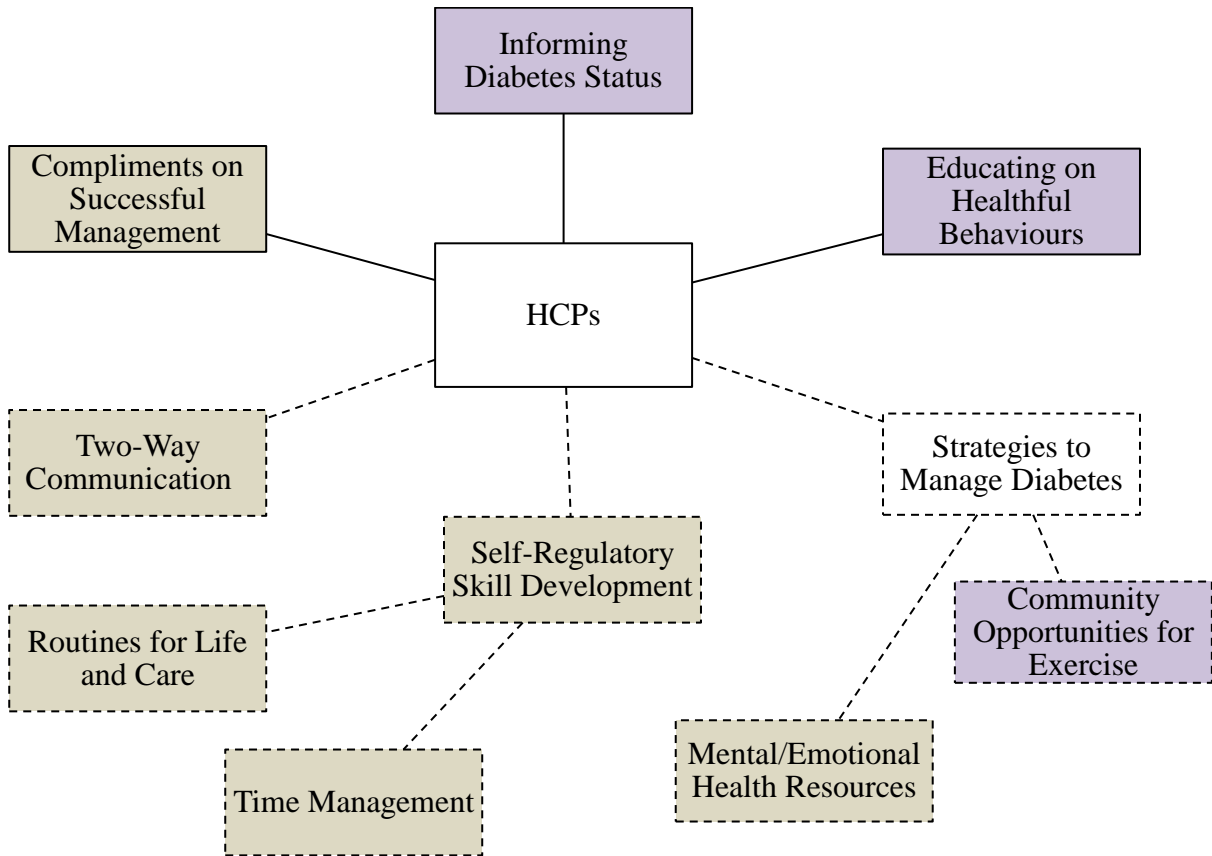 Informing
Diabetes Status
Compliments on
Successful
Management
Educating on
Healthful
Behaviours
HCPs
Two-Way
Communication
Strategies to
Manage Diabetes
Self-Regulatory
Skill Development
Routines for Life
and Care
Community
Opportunities for
Exercise
Mental/Emotional
Health Resources
Time Management